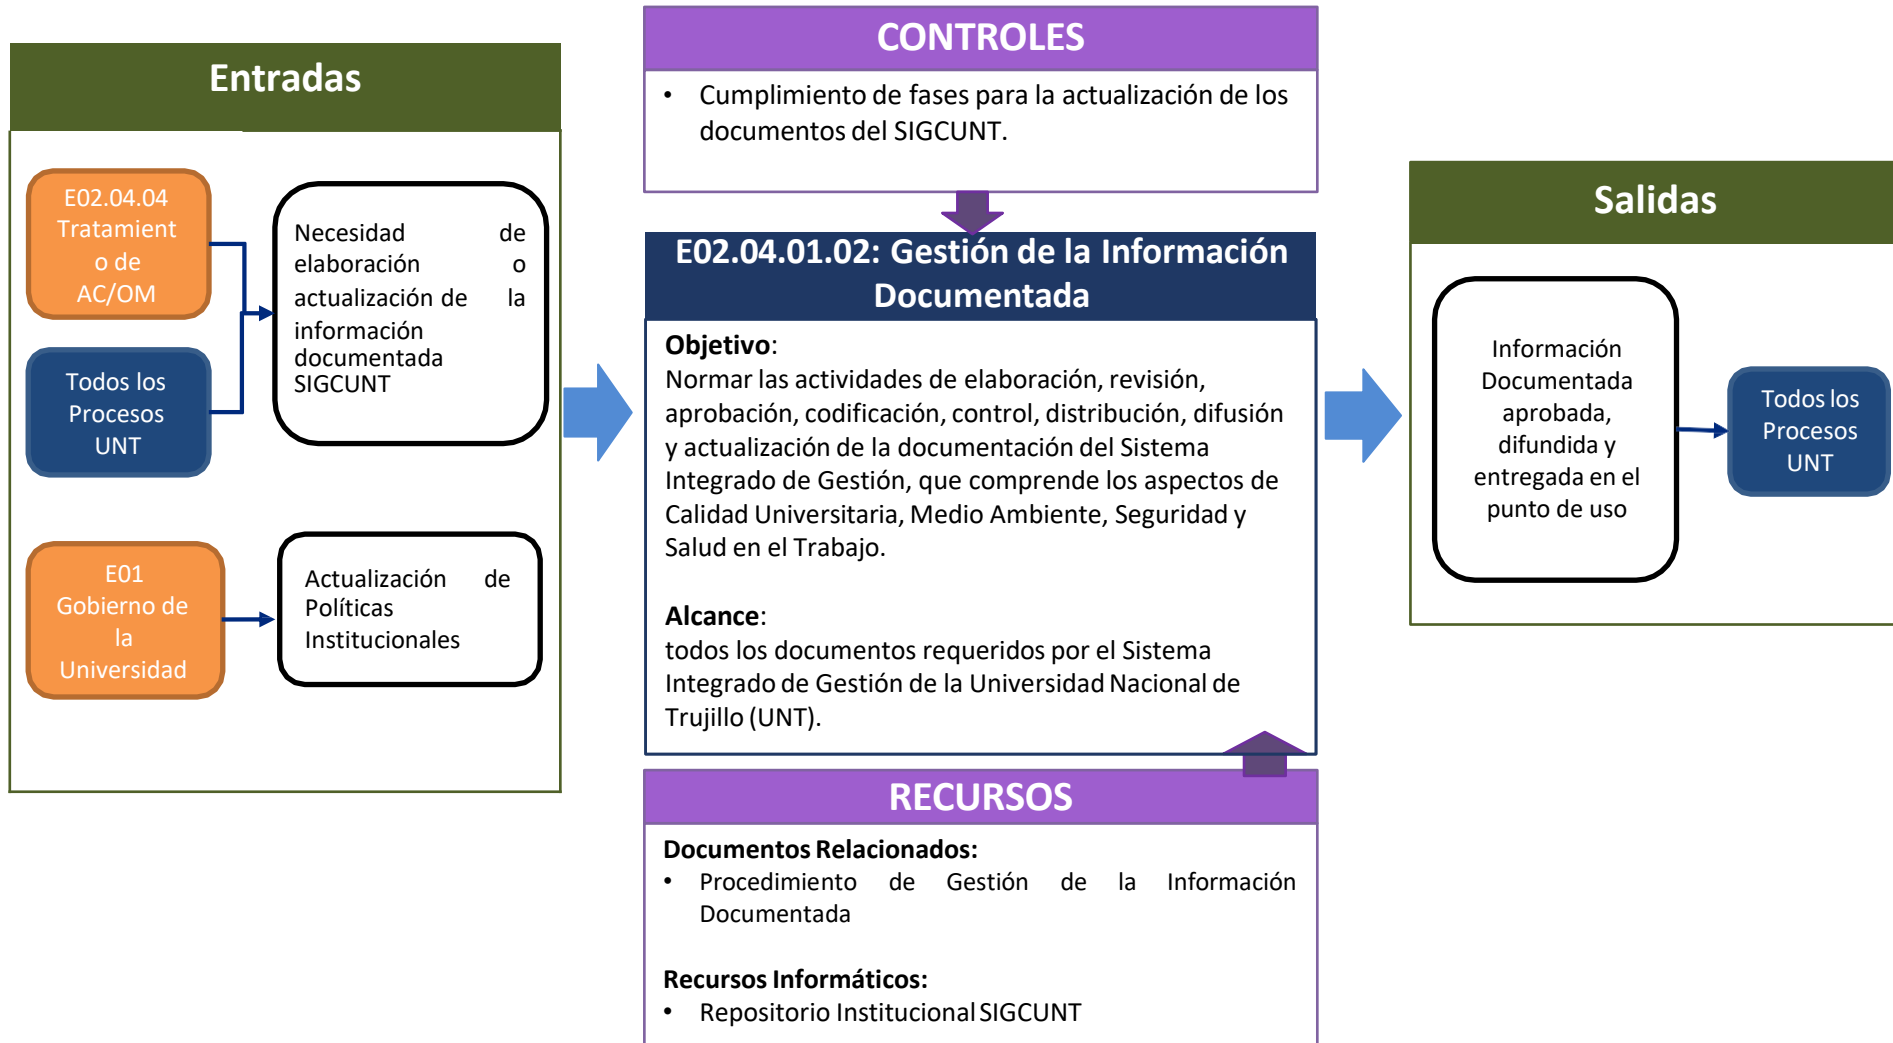 Entradas
E02.04.04
Tratamient
o de
AC/OM
Todos los
Procesos
UNT
Necesidad de
elaboración o
actualización de la
información
documentada
SIGCUNT
E01
Gobierno de
la
Universidad
Actualización de
Políticas
Institucionales
CONTROLES
• Cumplimiento de fases para la actualización de los
documentos del SIGCUNT.
E02.04.01.02: Gestión de la Información
Documentada
Objetivo:
Normar las actividades de elaboración, revisión,
aprobación, codificación, control, distribución, difusión
y actualización de la documentación del Sistema
Integrado de Gestión, que comprende los aspectos de
Calidad Universitaria, Medio Ambiente, Seguridad y
Salud en el Trabajo.
Alcance:
todos los documentos requeridos por el Sistema
Integrado de Gestión de la Universidad Nacional de
Trujillo (UNT).
RECURSOS
Documentos Relacionados:
• Procedimiento de Gestión de la Información
Documentada
Recursos Informáticos:
• Repositorio Institucional SIGCUNT
Salidas
Información
Documentada
aprobada,
difundida y
entregada en el
punto de uso
Todos los
Procesos
UNT